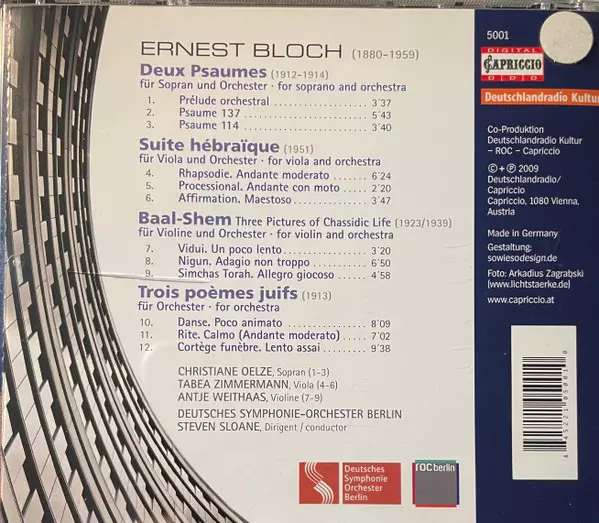 ERNEST BLOCH (1880-1959)
Deux Psaumes (1912-1914)
für Sopran und Orchester · for soprano and orchestra
1. Prélude orchestral ........ 3'37
2. Psaume 137 ........ 5'43
3. Psaume 114 ........ 3'40
Suite hébraïque (1951)
für Viola und Orchester · for viola and orchestra
4. Rhapsodie. Andante moderato .. 6'24
5. Processional. Andante con moto . 2'20
6. Affirmation. Maestoso ........ 3'47
Baal-Shem Three Pictures of Chassidic Life (1923/1939)
für Violine und Orchester · for violin and orchestra
7. Vidui. Un poco lento ........ 3'20
8. Nigun. Adagio non troppo ...... 6'50
9. Simchas Torah. Allegro giocoso .. 4'58
Trois poèmes juifs (1913)
für Orchester · for orchestra
10. Danse. Poco animato ........ 8'09
11. Rite. Calmo (Andante moderato) .. 7'02
12. Cortège funèbre. Lento assai .... 9'38
CHRISTIANE OELZE, Sopran (1-3)
TABEA ZIMMERMANN, Viola (4-6)
ANTJE WEITHAAS, Violine (7-9)
DEUTSCHES SYMPHONIE-ORCHESTER BERLIN
STEVEN SLOANE, Dirigent / conductor
Deutsches
Symphonie
Orchester
Berlin
roc berlin
5001
DIGITAL
CAPRICCIO
D D D
Deutschlandradio Kultur
Co-Produktion
Deutschlandradio Kultur
– ROC – Capriccio
© + ℗ 2009
Deutschlandradio/
Capriccio
Capriccio, 1080 Vienna,
Austria
Made in Germany
Gestaltung:
sowiesodesign.de
Foto: Arkadius Zagrabski
(www.lichtstaerke.de)
www.capriccio.at
8 45221 05001 0